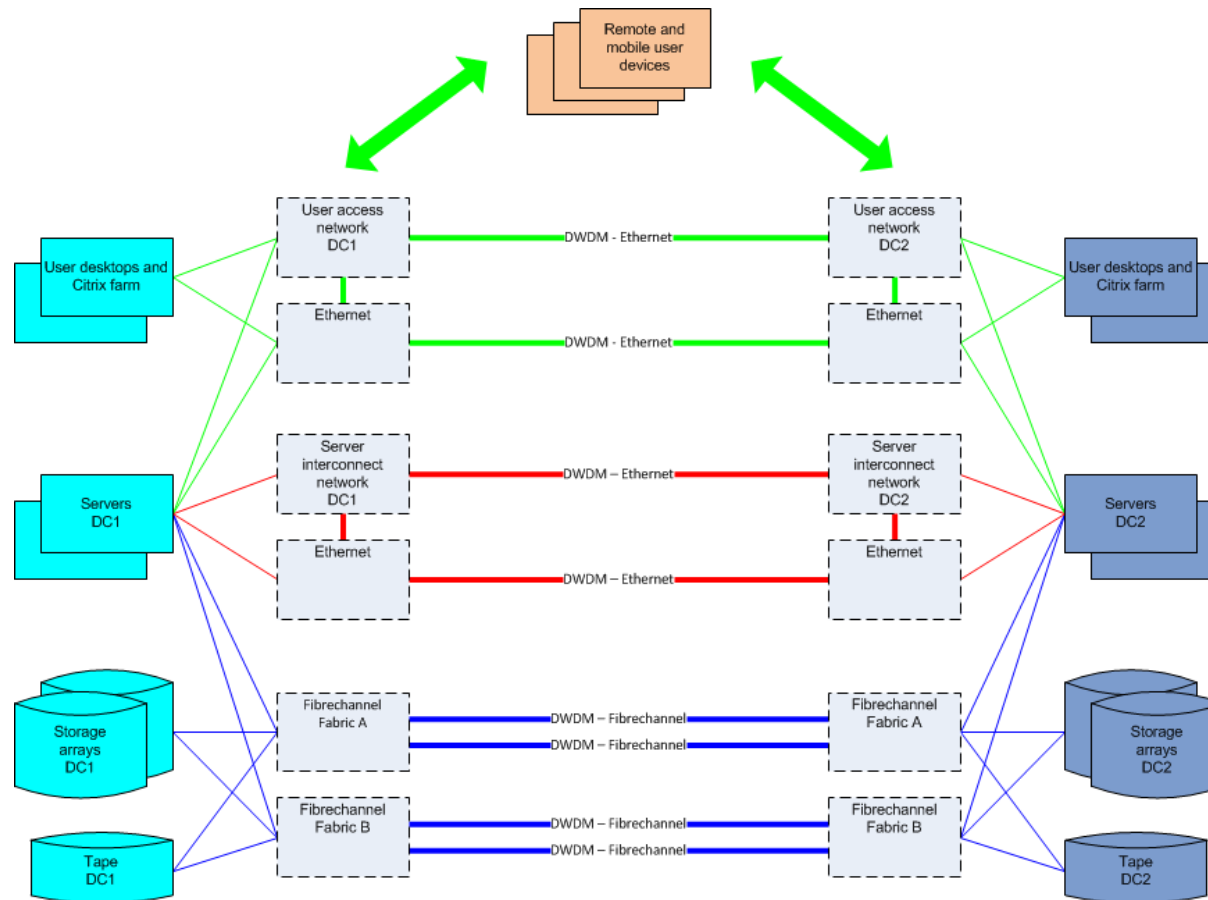 Remote and
mobile user
devices
User access
network
DC1
DWDM - Ethernet
User access
network
DC2
User desktops and
Citrix farm
User desktops and
Citrix farm
Ethernet
DWDM - Ethernet
Ethernet
Server
interconnect
network
DC1
DWDM – Ethernet
Server
interconnect
network
DC2
Servers
DC1
Servers
DC2
Ethernet
DWDM – Ethernet
Ethernet
Fibrechannel
Fabric A
DWDM – Fibrechannel
DWDM – Fibrechannel
Fibrechannel
Fabric A
Storage
arrays
DC1
Storage
arrays
DC2
Fibrechannel
Fabric B
DWDM – Fibrechannel
DWDM – Fibrechannel
Fibrechannel
Fabric B
Tape
DC1
Tape
DC2